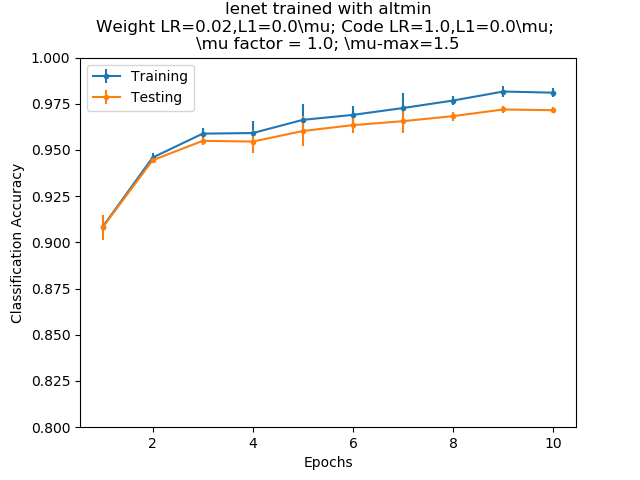 lenet trained with altmin
Weight LR=0.02,L1=0.0\mu; Code LR=1.0,L1=0.0\mu;
\mu factor = 1.0; \mu-max=1.5
1.000
0.975
0.950
0.925
0.900
0.875
0.850
0.825
0.800
Classification Accuracy
Training
Testing
2
4
6
8
10
Epochs